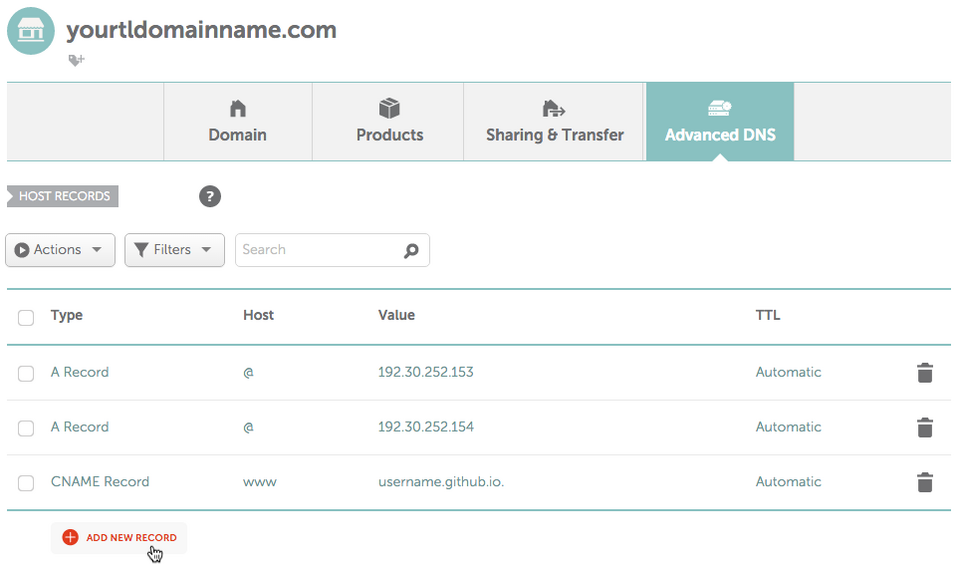 yourtldomainname.com
Domain Products Sharing & Transfer Advanced DNS
HOST RECORDS ?
Actions Filters Search
Type Host Value TTL
A Record @ 192.30.252.153 Automatic
A Record @ 192.30.252.154 Automatic
CNAME Record www username.github.io. Automatic
ADD NEW RECORD